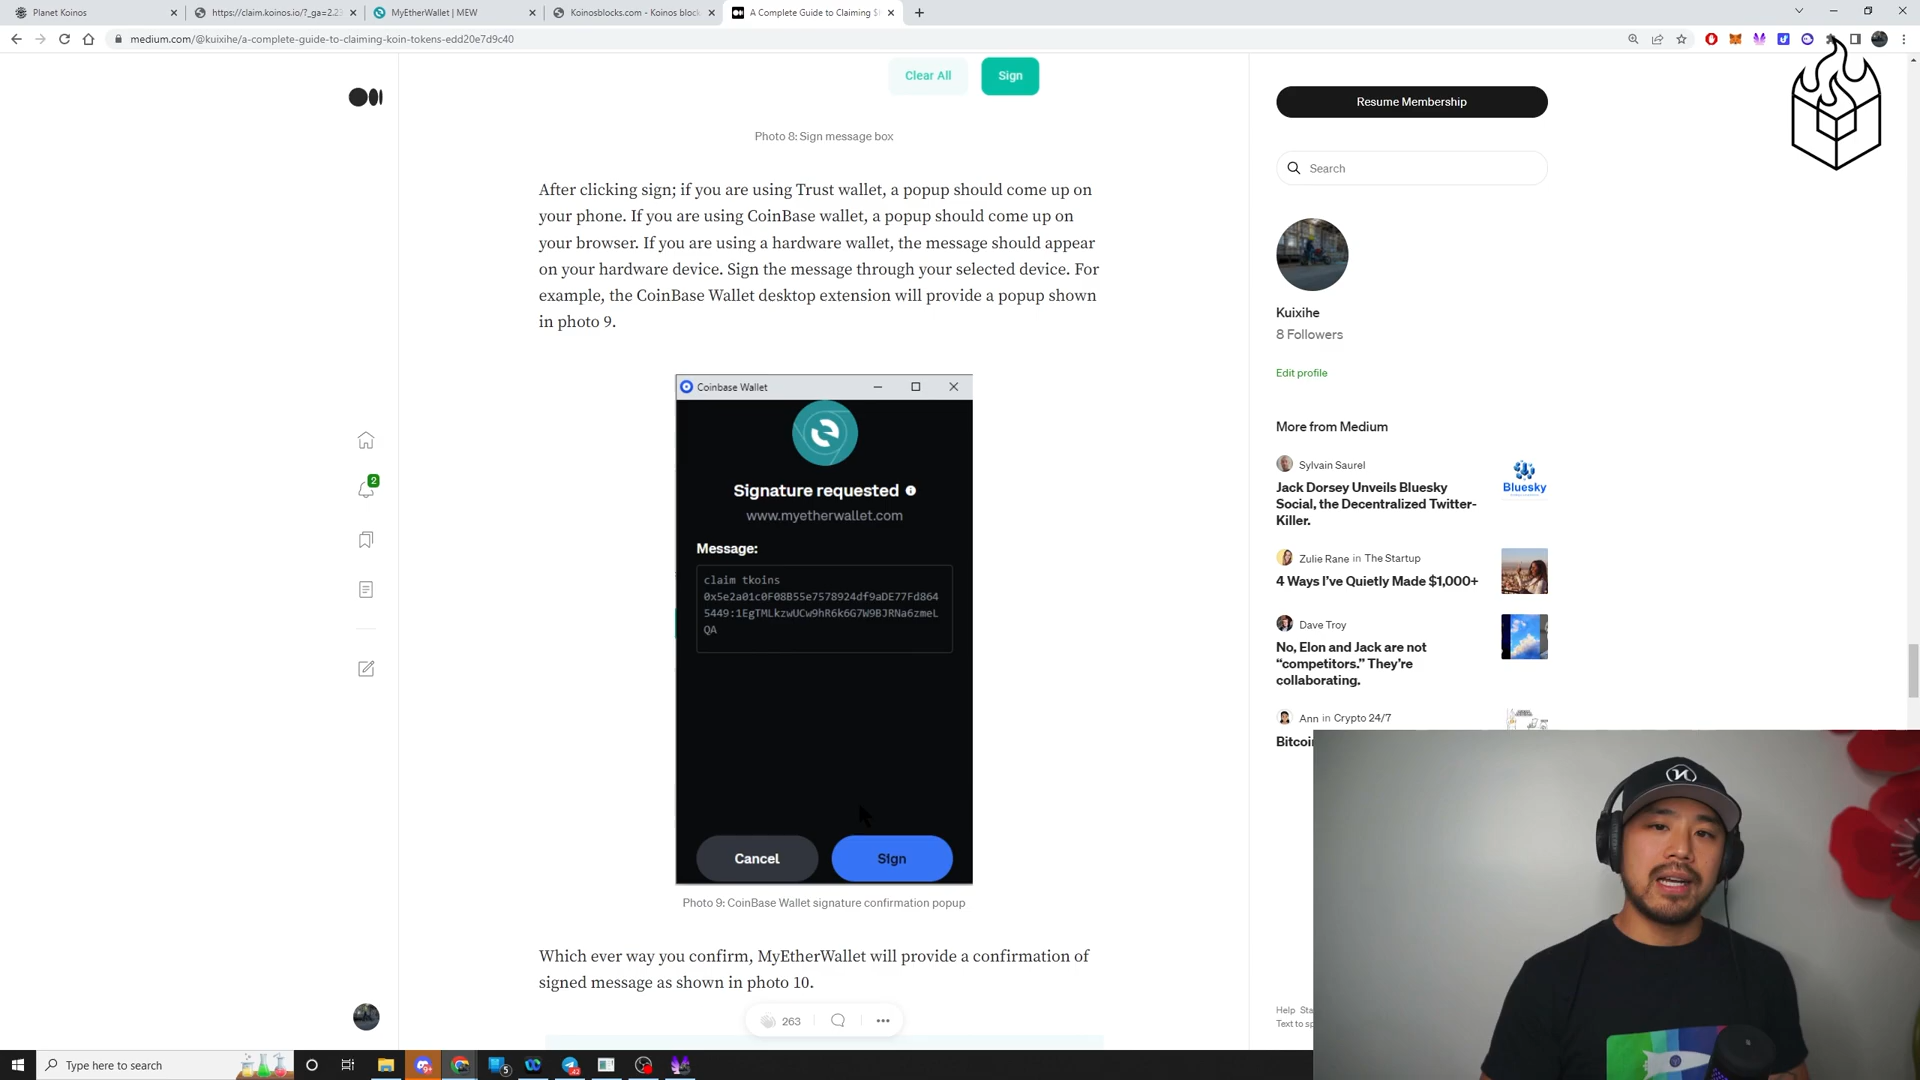 Planet Koinos
https://claim.koinos.io/?_ga=2.23
MyEtherWallet | MEW
Koinosblocks.com - Koinos block
A Complete Guide to Claiming $
medium.com/@kuixihe/a-complete-guide-to-claiming-koin-tokens-edd20e7d9c40
Clear All
Sign
Photo 8: Sign message box
After clicking sign; if you are using Trust wallet, a popup should come up on
your phone. If you are using CoinBase wallet, a popup should come up on
your browser. If you are using a hardware wallet, the message should appear
on your hardware device. Sign the message through your selected device. For
example, the CoinBase Wallet desktop extension will provide a popup shown
in photo 9.
Coinbase Wallet
Signature requested
www.myetherwallet.com
Message:
claim tkoins
0x5e2a01c0F08B55e7578924df9aDE77Fd864
5449:1EgTMLkzwUCw9hR6k6G7W9BJRNa6zmeL
QA
Cancel
Sign
Photo 9: CoinBase Wallet signature confirmation popup
Which ever way you confirm, MyEtherWallet will provide a confirmation of
signed message as shown in photo 10.
263
2
Resume Membership
Search
Kuixihe
8 Followers
Edit profile
More from Medium
Sylvain Saurel
Jack Dorsey Unveils Bluesky
Social, the Decentralized Twitter-
Killer.
Bluesky
Zulie Rane in The Startup
4 Ways I've Quietly Made $1,000+
Dave Troy
No, Elon and Jack are not
“competitors.” They're
collaborating.
Ann in Crypto 24/7
Bitcoi
Help Sta
Text to sp
Type here to search
5